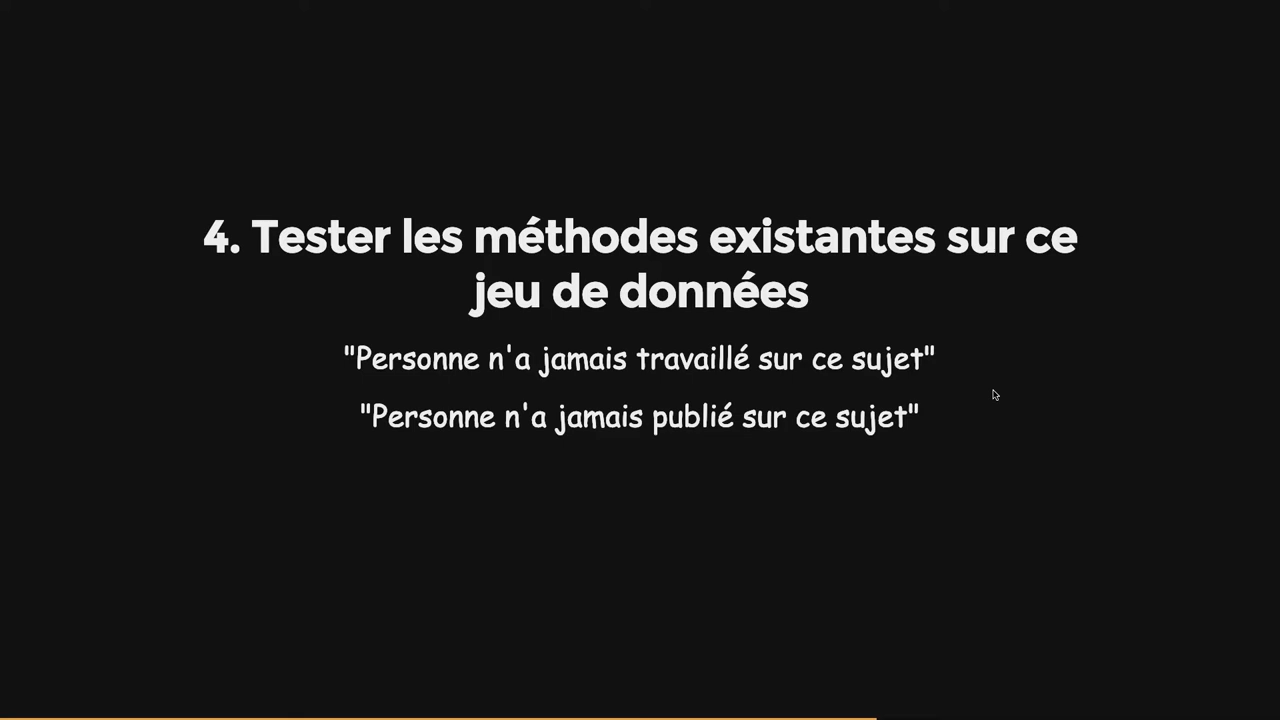 4. Tester les méthodes existantes sur ce
jeu de données
"Personne n'a jamais travaillé sur ce sujet"
"Personne n'a jamais publié sur ce sujet"